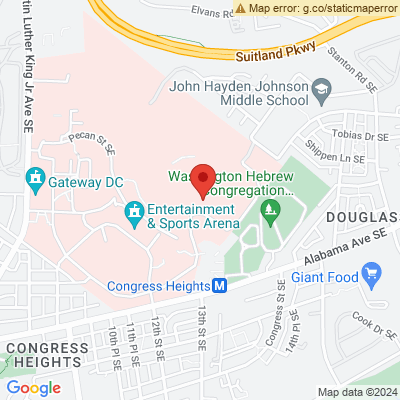 Map error: g.co/staticmaperror
Elvans Rd SE
Suitland Pkwy
Stanton Rd SE
John Hayden Johnson
Middle School
Tobias Dr SE
Shippen Ln SE
Martin Luther King Jr Ave SE
Pecan St SE
Washington Hebrew
Congregation...
Gateway DC
Entertainment
& Sports Arena
DOUGLASS
Alabama Ave SE
Congress Heights
M
Giant Food
Congress St SE
13th St SE
12th St SE
11th Pl SE
10th Pl SE
14th Pl SE
Cook Dr SE
CONGRESS
HEIGHTS
Google
Map data ©2024